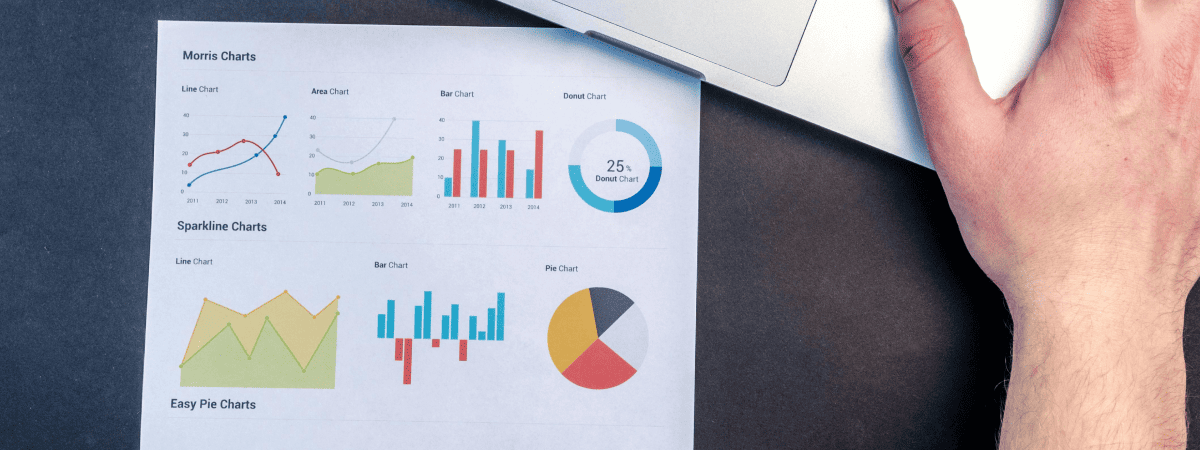 Morris Charts
Line Chart
Area Chart
Bar Chart
Donut Chart
40
30
20
10
0
2011 2012 2013 2014
40
30
20
10
0
2011 2012 2013 2014
40
30
20
10
0
2011 2012 2013 2014
25%
Donut Chart
Sparkline Charts
Line Chart
Bar Chart
Pie Chart
Easy Pie Charts